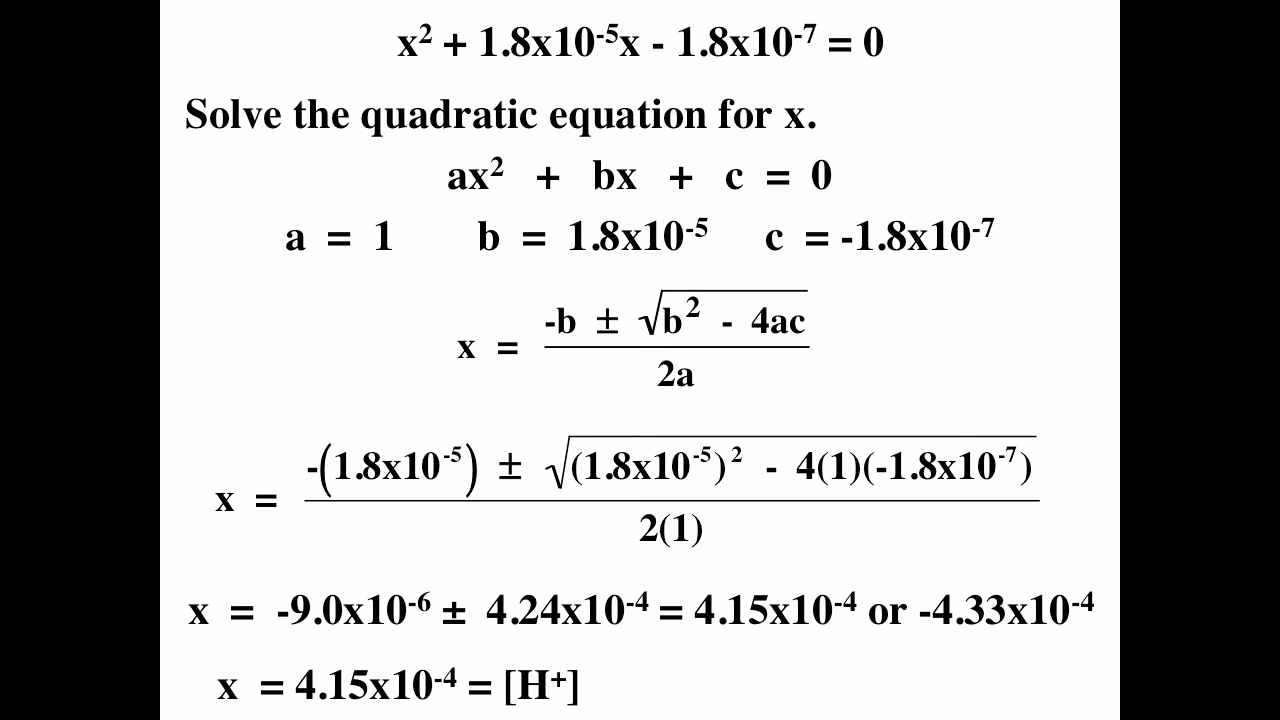 x² + 1.8x10⁻⁵x - 1.8x10⁻⁷ = 0
Solve the quadratic equation for x.
ax² + bx + c = 0
a = 1 b = 1.8x10⁻⁵ c = -1.8x10⁻⁷
x = (-b ± √(b² - 4ac)) / 2a
x = (-(1.8x10⁻⁵) ± √((1.8x10⁻⁵)² - 4(1)(-1.8x10⁻⁷))) / 2(1)
x = -9.0x10⁻⁶ ± 4.24x10⁻⁴ = 4.15x10⁻⁴ or -4.33x10⁻⁴
x = 4.15x10⁻⁴ = [H⁺]